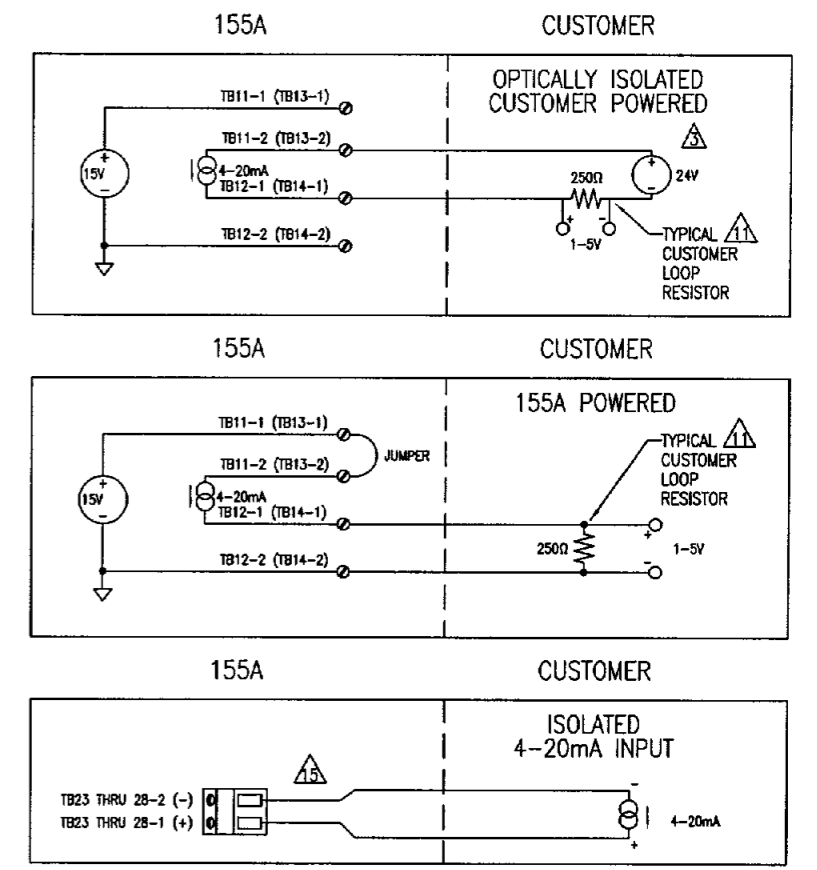 155A
CUSTOMER
OPTICALLY ISOLATED
CUSTOMER POWERED
TB11-1 (TB13-1)
TB11-2 (TB13-2)
3
+
15V
-
4-20mA
TB12-1 (TB14-1)
250Ω
+
24V
-
+
-
1-5V
TB12-2 (TB14-2)
TYPICAL 11
CUSTOMER
LOOP
RESISTOR
155A
CUSTOMER
155A POWERED
TB11-1 (TB13-1)
JUMPER
TB11-2 (TB13-2)
TYPICAL 11
CUSTOMER
LOOP
RESISTOR
+
15V
-
4-20mA
TB12-1 (TB14-1)
+
250Ω
1-5V
-
TB12-2 (TB14-2)
155A
CUSTOMER
ISOLATED
4-20mA INPUT
15
-
TB23 THRU 28-2 (-)
TB23 THRU 28-1 (+)
4-20mA
+